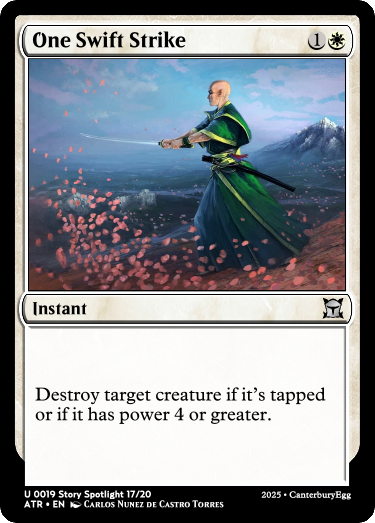 One Swift Strike 1
Instant
Destroy target creature if it's tapped
or if it has power 4 or greater.
U 0019 Story Spotlight 17/20
ATR • EN Carlos Nunez de Castro Torres
2025 • CanterburyEgg